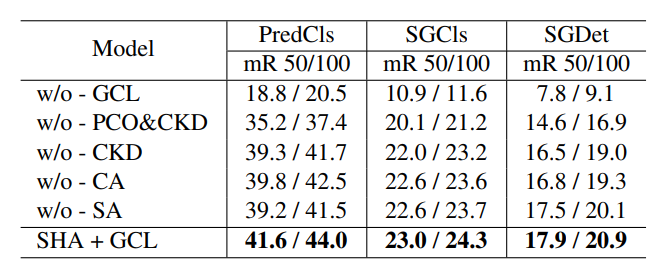 Model PredCls SGCls SGDet
mR 50/100 mR 50/100 mR 50/100
w/o - GCL 18.8 / 20.5 10.9 / 11.6 7.8 / 9.1
w/o - PCO&CKD 35.2 / 37.4 20.1 / 21.2 14.6 / 16.9
w/o - CKD 39.3 / 41.7 22.0 / 23.2 16.5 / 19.0
w/o - CA 39.8 / 42.5 22.6 / 23.6 16.8 / 19.3
w/o - SA 39.2 / 41.5 22.6 / 23.7 17.5 / 20.1
SHA + GCL 41.6 / 44.0 23.0 / 24.3 17.9 / 20.9